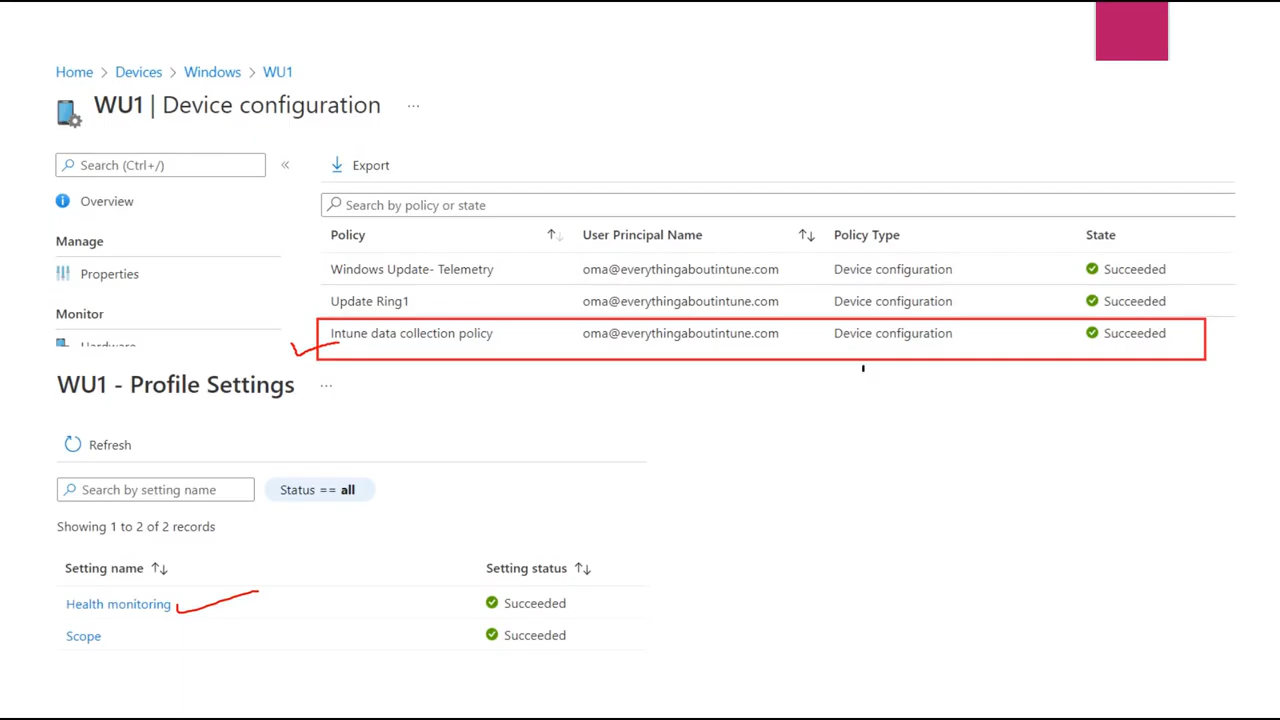 Home > Devices > Windows > WU1
WU1 | Device configuration ...
Search (Ctrl+/) «
Export
Overview
Search by policy or state
Manage
Policy User Principal Name Policy Type State
Properties
Windows Update- Telemetry oma@everythingaboutintune.com Device configuration Succeeded
Monitor
Update Ring1 oma@everythingaboutintune.com Device configuration Succeeded
Hardware
Intune data collection policy oma@everythingaboutintune.com Device configuration Succeeded
WU1 - Profile Settings ...
Refresh
Search by setting name Status == all
Showing 1 to 2 of 2 records
Setting name Setting status
Health monitoring Succeeded
Scope Succeeded